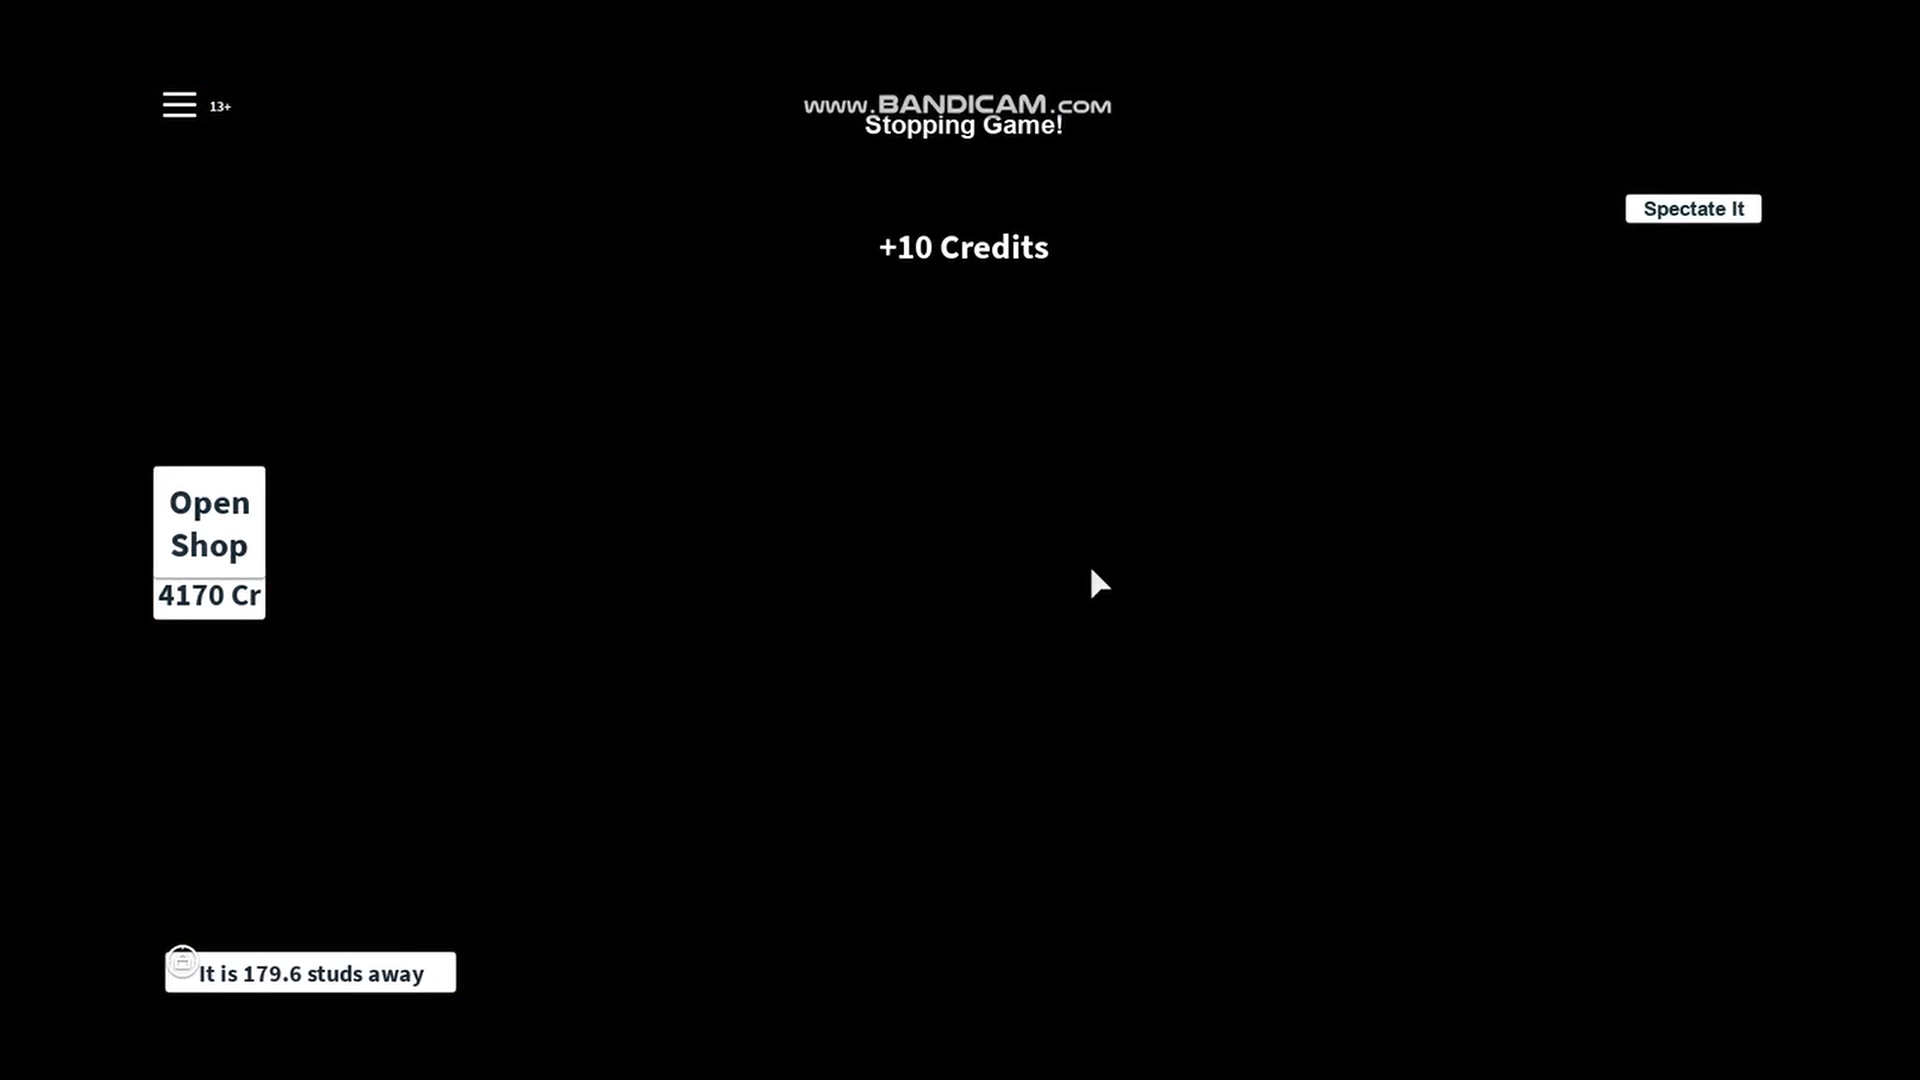 13+
www.BANDICAM.com
Stopping Game!
Spectate It
+10 Credits
Open
Shop
4170 Cr
It is 179.6 studs away